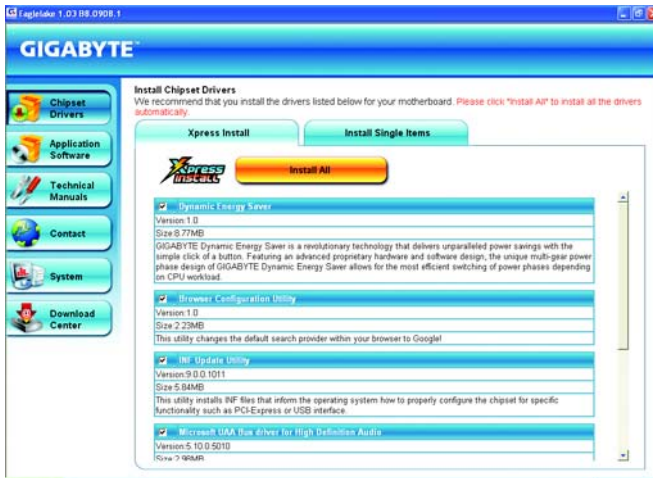 Eaglelake 1.03 B8.0908.1
GIGABYTE™
Chipset
Drivers
Application
Software
Technical
Manuals
Contact
System
Download
Center
Install Chipset Drivers
We recommend that you install the drivers listed below for your motherboard. Please click "Install All" to install all the drivers
automatically.
Xpress Install
Install Single Items
Xpress
INSTALL
Install All
Dynamic Energy Saver
Version:1.0
Size:8.77MB
GIGABYTE Dynamic Energy Saver is a revolutionary technology that delivers unparalleled power savings with the
simple click of a button. Featuring an advanced proprietary hardware and software design, the unique multi-gear power
phase design of GIGABYTE Dynamic Energy Saver allows for the most efficient switching of power phases depending
on CPU workload.
Browser Configuration Utility
Version:1.0
Size:2.23MB
This utility changes the default search provider within your browser to Google!
INF Update Utility
Version:9.0.0.1011
Size:5.84MB
This utility installs INF files that inform the operating system how to properly configure the chipset for specific
functionality such as PCI-Express or USB interface.
Microsoft UAA Bus driver for High Definition Audio
Version:5.10.0.5010
Size:2.98MB